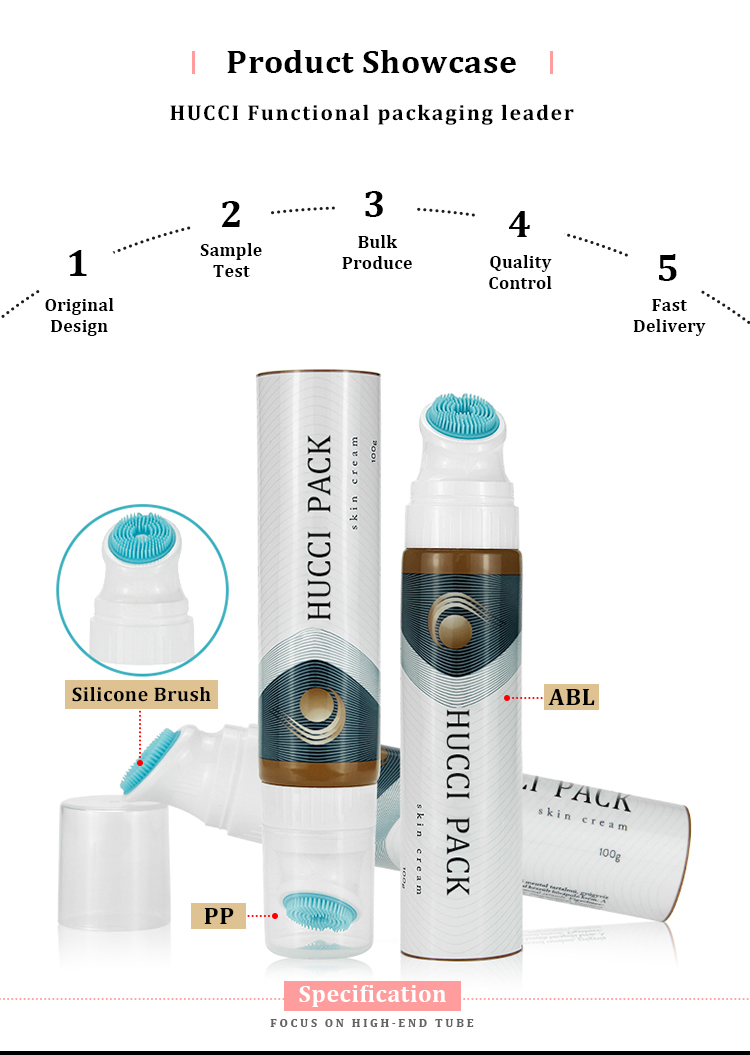 Product Showcase
HUCCI Functional packaging leader
1
Original
Design
2
Sample
Test
3
Bulk
Produce
4
Quality
Control
5
Fast
Delivery
HUCCI PACK
skin cream
100g
Silicone Brush
ABL
HUCCI PACK
skin cream
100g
PACK
skin cream
100g
PP
Specification
FOCUS ON HIGH-END TUBE